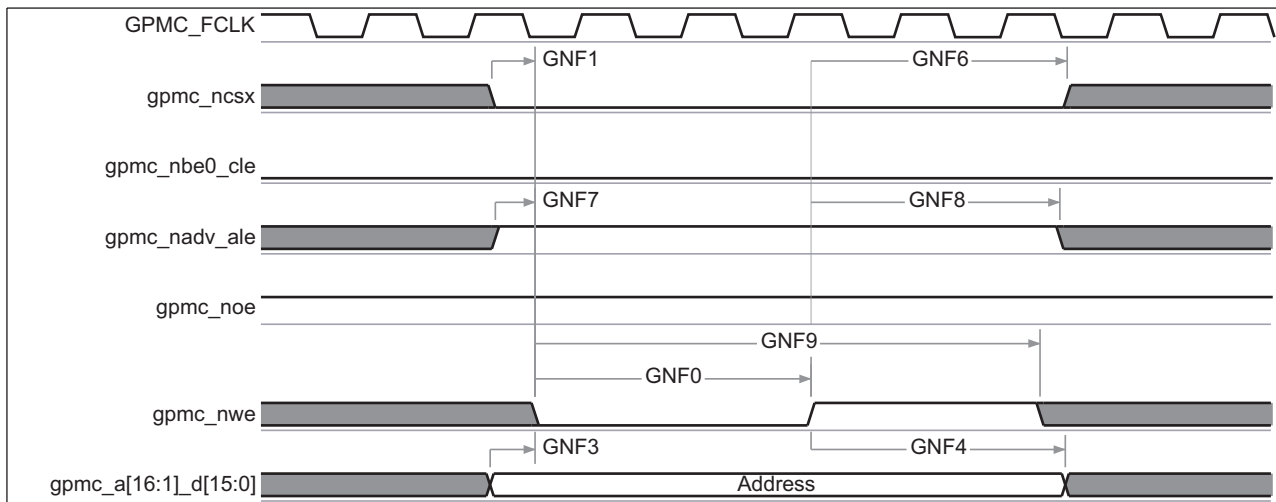 GPMC_FCLK
GNF1
GNF6
gpmc_ncsx
gpmc_nbe0_cle
GNF7
GNF8
gpmc_nadv_ale
gpmc_noe
GNF9
GNF0
gpmc_nwe
GNF3
GNF4
gpmc_a[16:1]_d[15:0]
Address